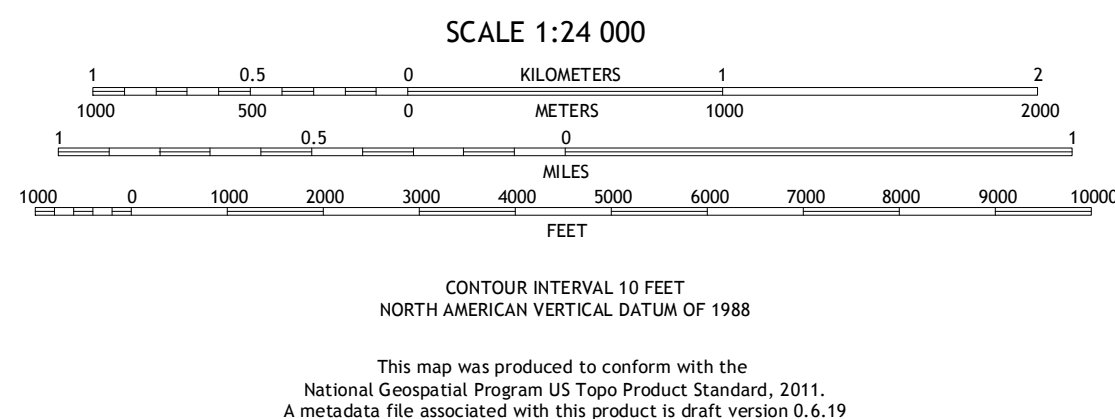 SCALE 1:24 000
1 0.5 0 KILOMETERS 1 2
1000 500 0 METERS 1000 2000
1 0.5 0 1
MILES
1000 0 1000 2000 3000 4000 5000 6000 7000 8000 9000 10000
FEET
CONTOUR INTERVAL 10 FEET
NORTH AMERICAN VERTICAL DATUM OF 1988
This map was produced to conform with the
National Geospatial Program US Topo Product Standard, 2011.
A metadata file associated with this product is draft version 0.6.19